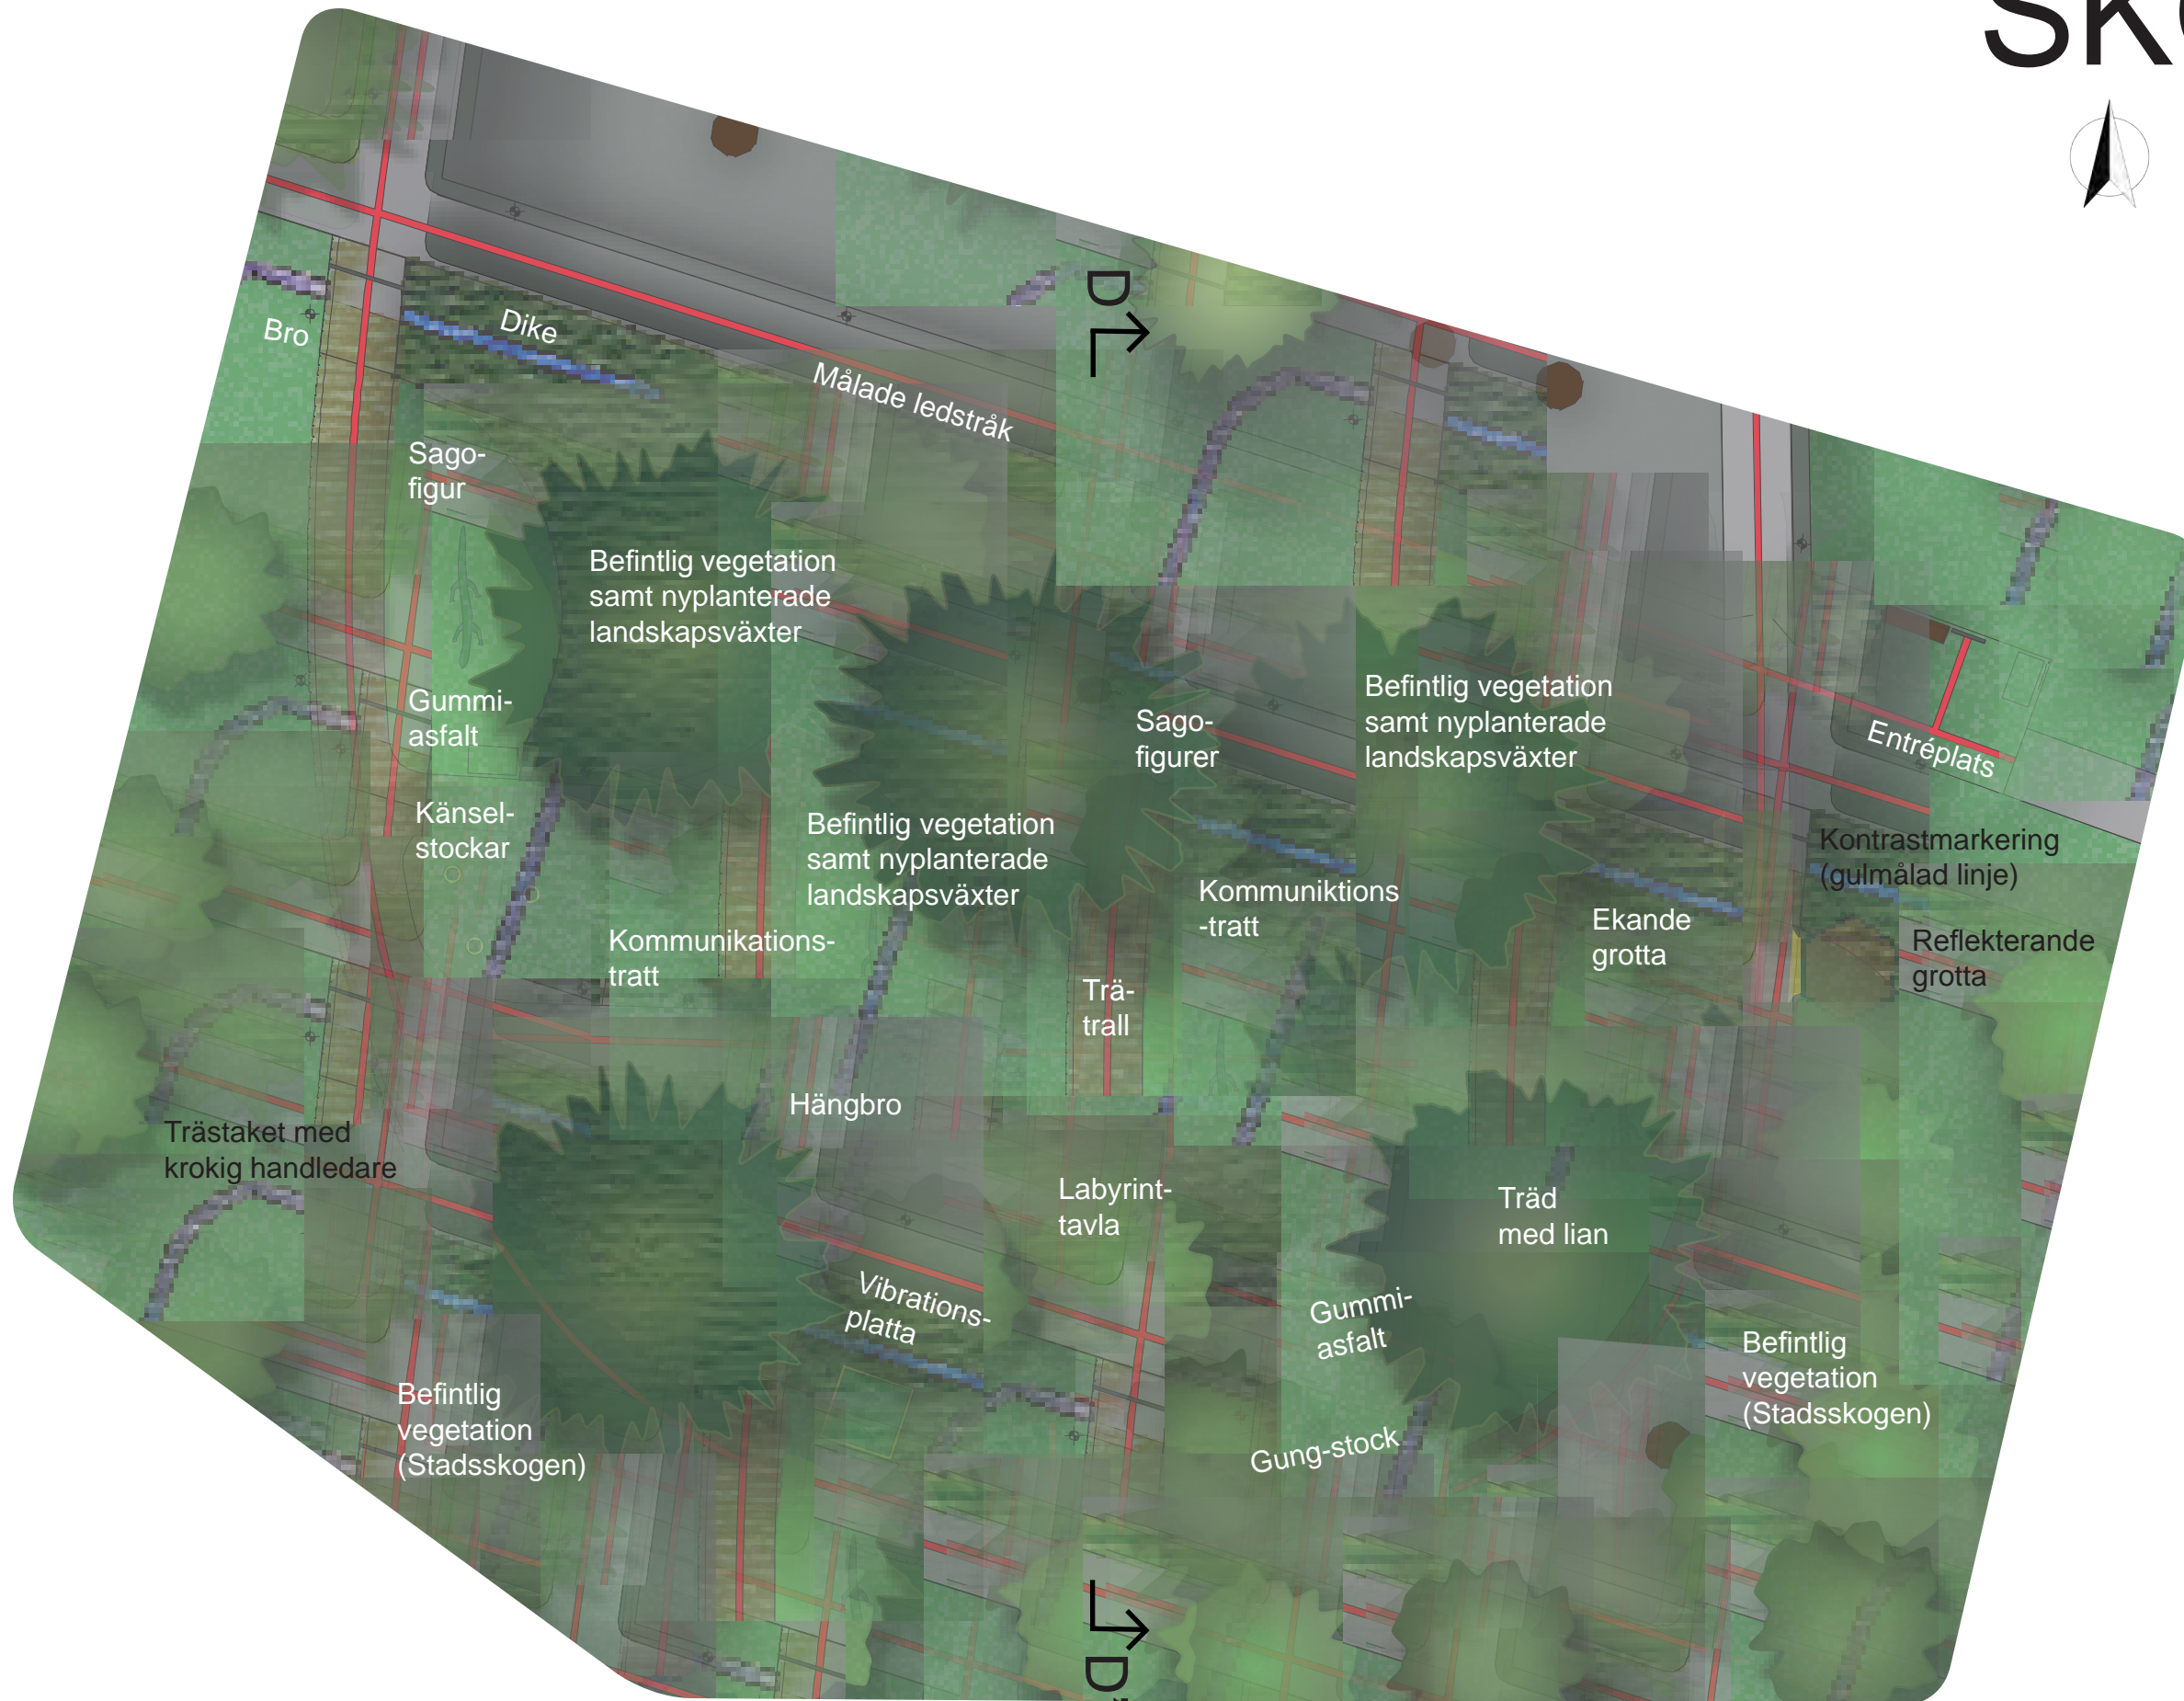 D
Bro
Dike
Målade ledstråk
Sago-
figur
Befintlig vegetation
samt nyplanterade
landskapsväxter
Gummi-
asfalt
Sago-
figurer
Befintlig vegetation
samt nyplanterade
landskapsväxter
Entréplats
Känsel-
stockar
Befintlig vegetation
samt nyplanterade
landskapsväxter
Kontrastmarkering
(gulmålad linje)
Kommuniktions
-tratt
Ekande
grotta
Reflekterande
grotta
Kommunikations-
tratt
Trä-
trall
Hängbro
Trästaket med
krokig handledare
Labyrint-
tavla
Träd
med lian
Vibrations-
platta
Gummi-
asfalt
Befintlig
vegetation
(Stadsskogen)
Befintlig
vegetation
(Stadsskogen)
Gung-stock
D